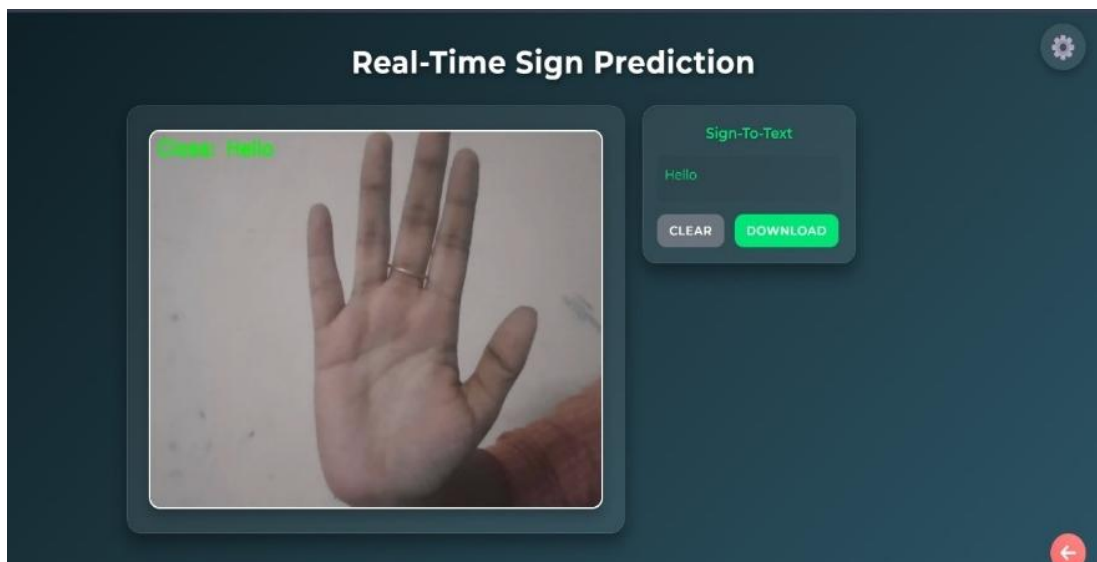 Real-Time Sign Prediction
Class: Hello
Sign-To-Text
Hello
CLEAR
DOWNLOAD